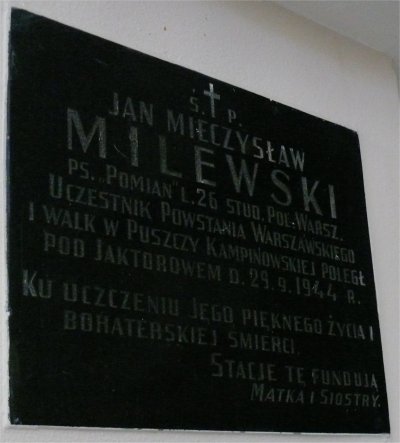 Ś † P.
JAN MIECZYSŁAW
MILEWSKI
PS. „POMIAN" L.26 STUD. POL. WARSZ.
UCZESTNIK POWSTANIA WARSZAWSKIEGO
I WALK W PUSZCZY KAMPINOWSKIEJ POLEGŁ
POD JAKTOROWEM D. 29.9.1944 R.
KU UCZCZENIU JEGO PIĘKNEGO ŻYCIA I
BOHATERSKIEJ ŚMIERCI
STACJE TĘ FUNDUJĄ
MATKA I SIOSTRY.